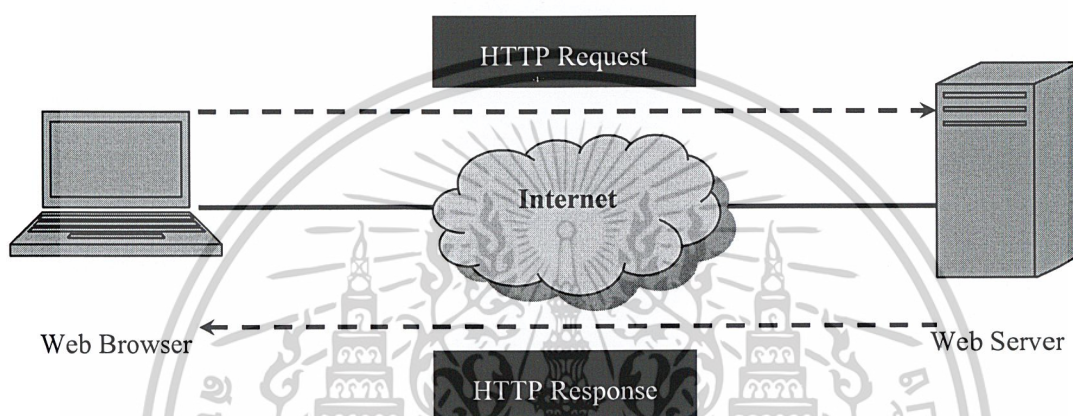 HTTP Request
Internet
Web Browser
Web Server
HTTP Response